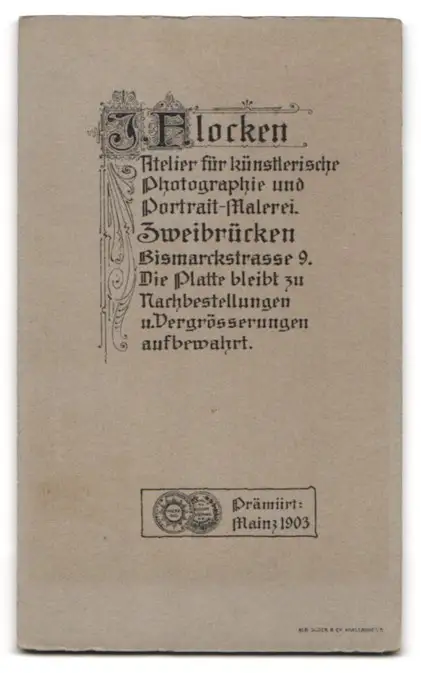 J. Flocken
Atelier für künstlerische
Photographie und
Portrait-Malerei.
Zweibrücken
Bismarckstrasse 9.
Die Platte bleibt zu
Nachbestellungen
u. Vergrösserungen
aufbewahrt.
Prämiirt:
Mainz 1903